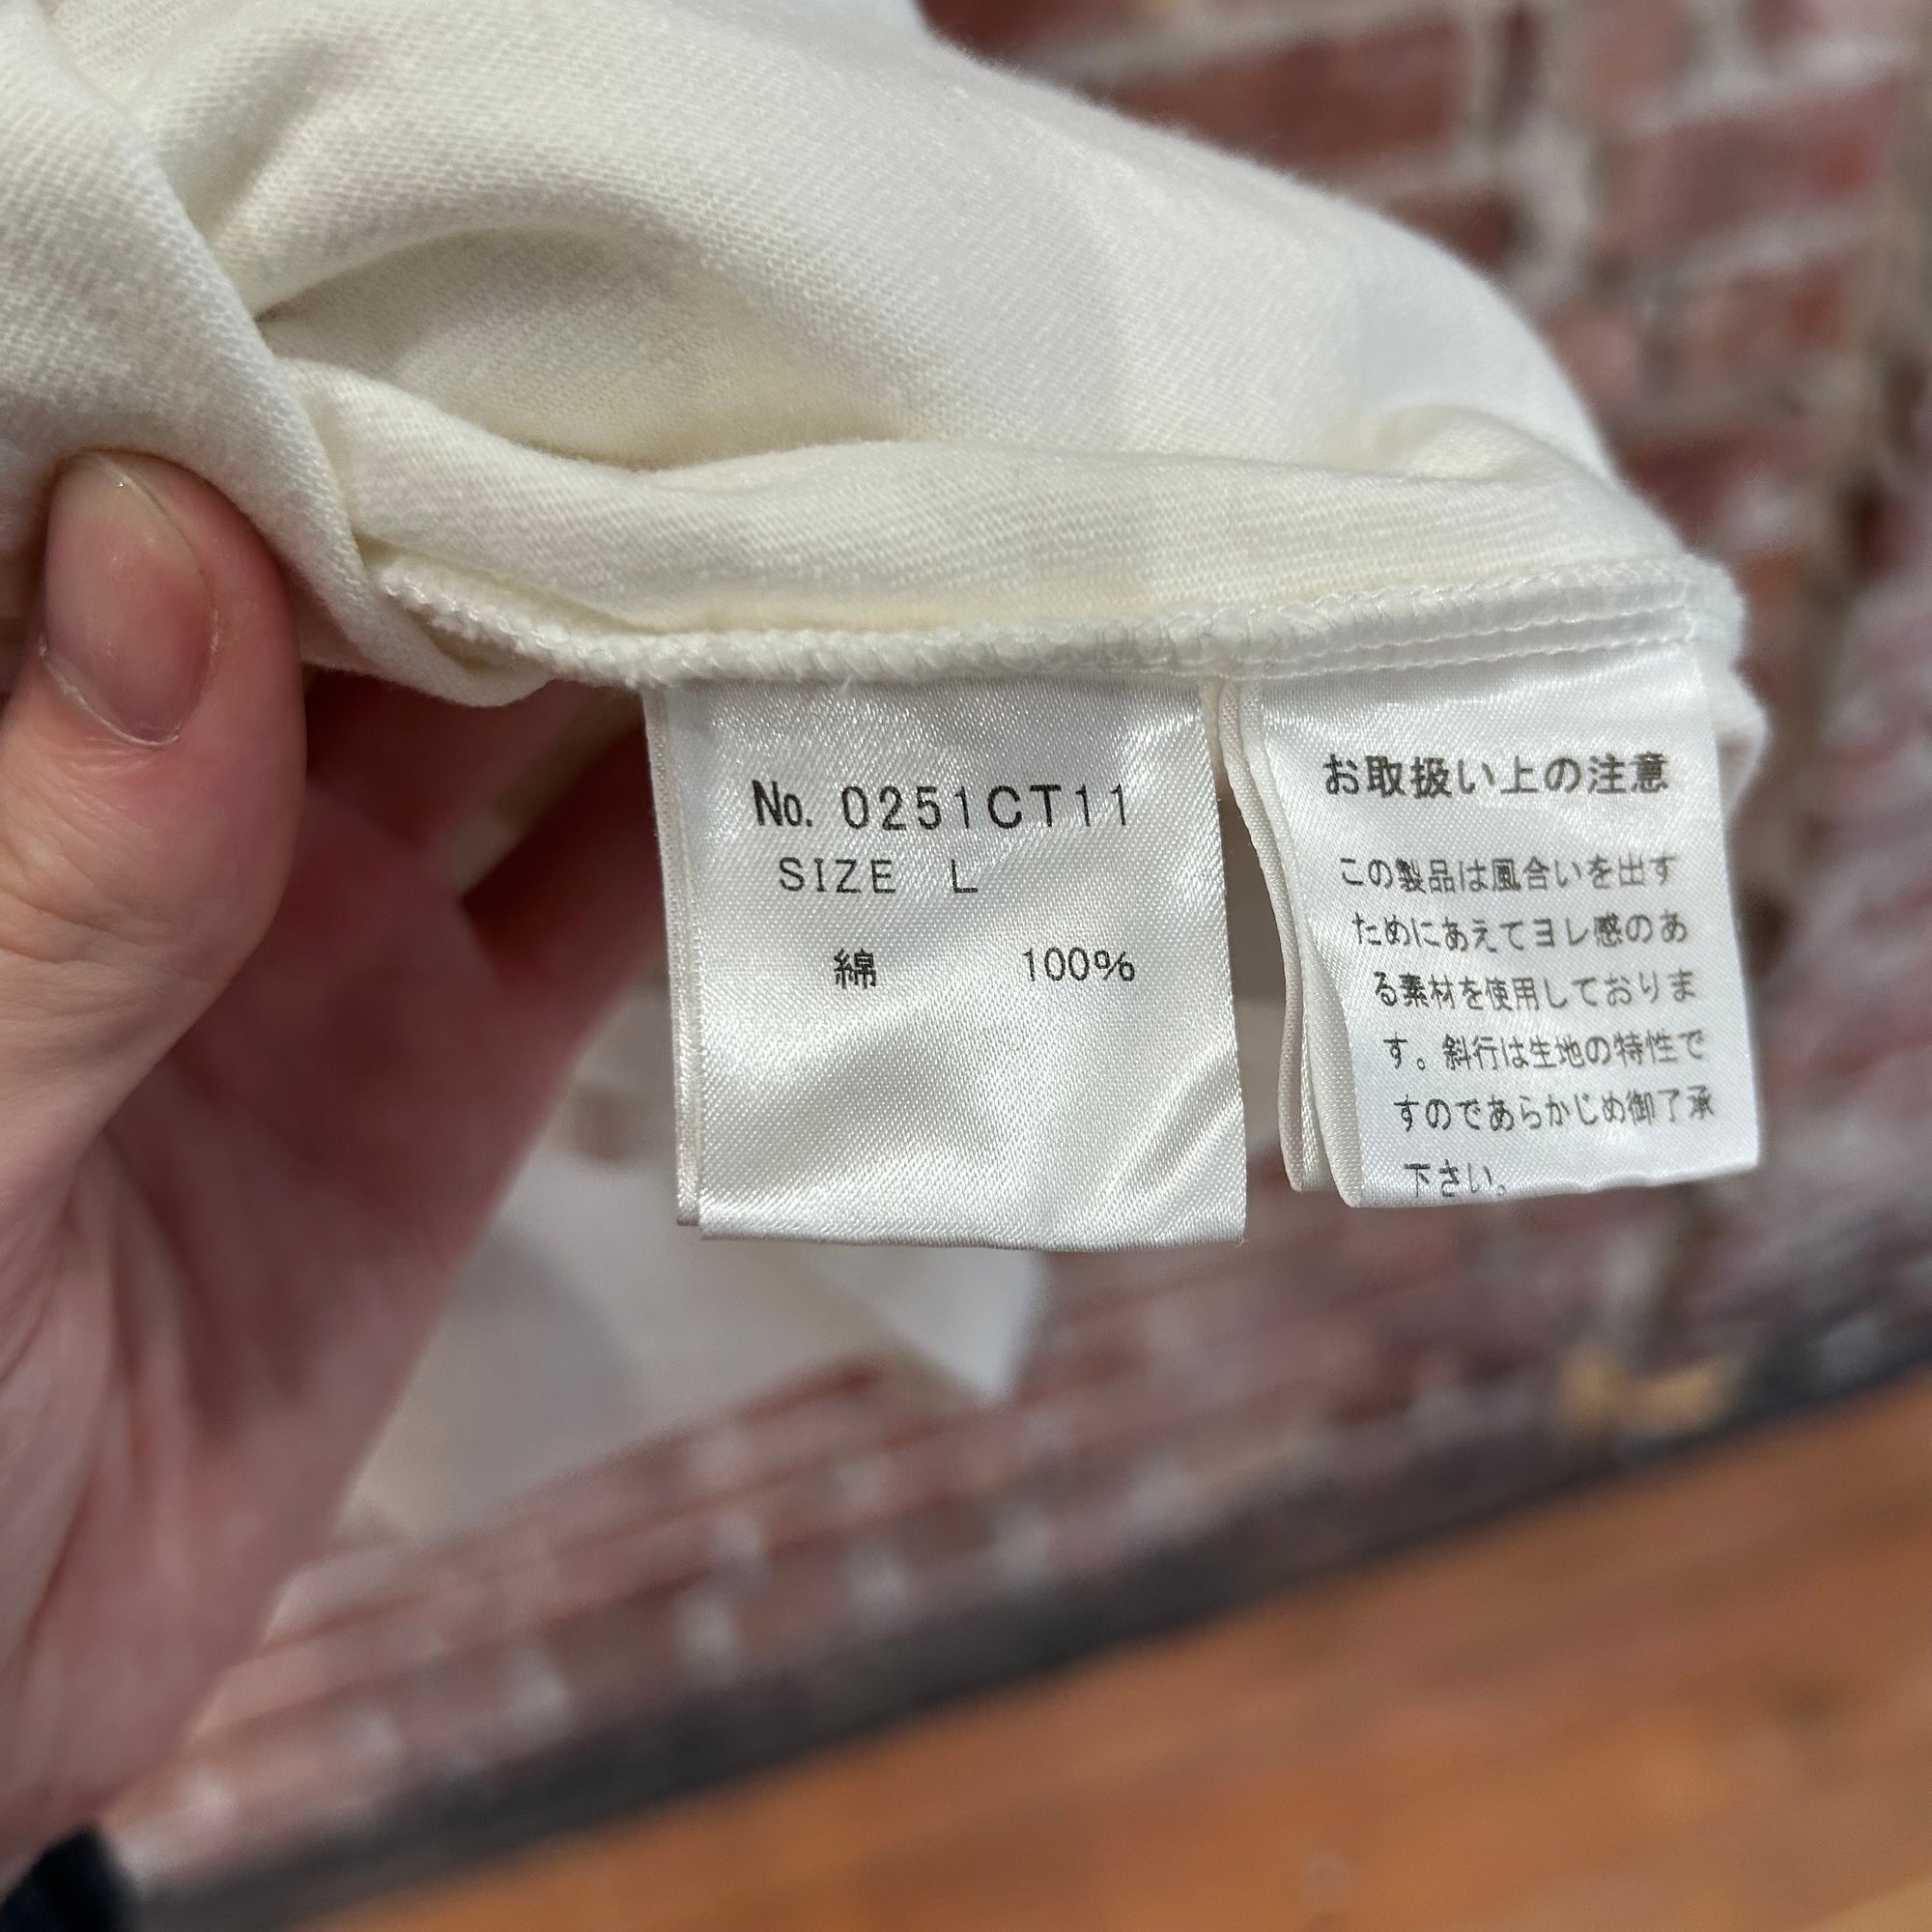 No. 0251CT11
SIZE L
綿 100%
お取扱い上の注意
この製品は風合いを出す
ためにあえてヨレ感のあ
る素材を使用しておりま
す。斜行は生地の特性で
すのであらかじめ御了承
下さい。